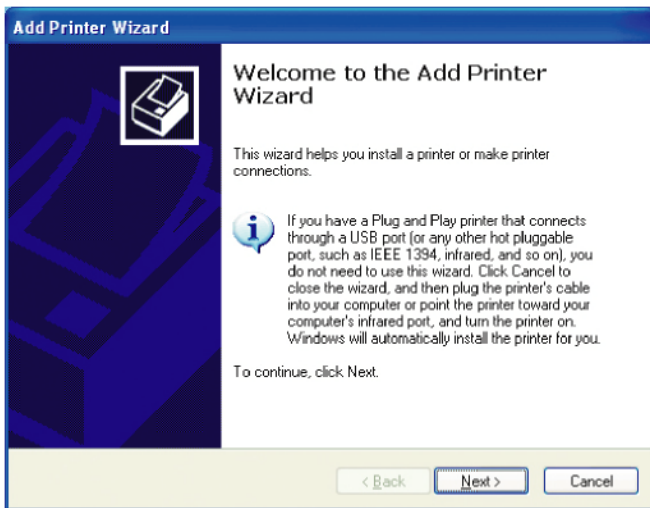 Add Printer Wizard
Welcome to the Add Printer
Wizard
This wizard helps you install a printer or make printer
connections.
If you have a Plug and Play printer that connects
through a USB port (or any other hot pluggable
port, such as IEEE 1394, infrared, and so on), you
do not need to use this wizard. Click Cancel to
close the wizard, and then plug the printer's cable
into your computer or point the printer toward your
computer's infrared port, and turn the printer on.
Windows will automatically install the printer for you.
To continue, click Next.
< Back Next > Cancel